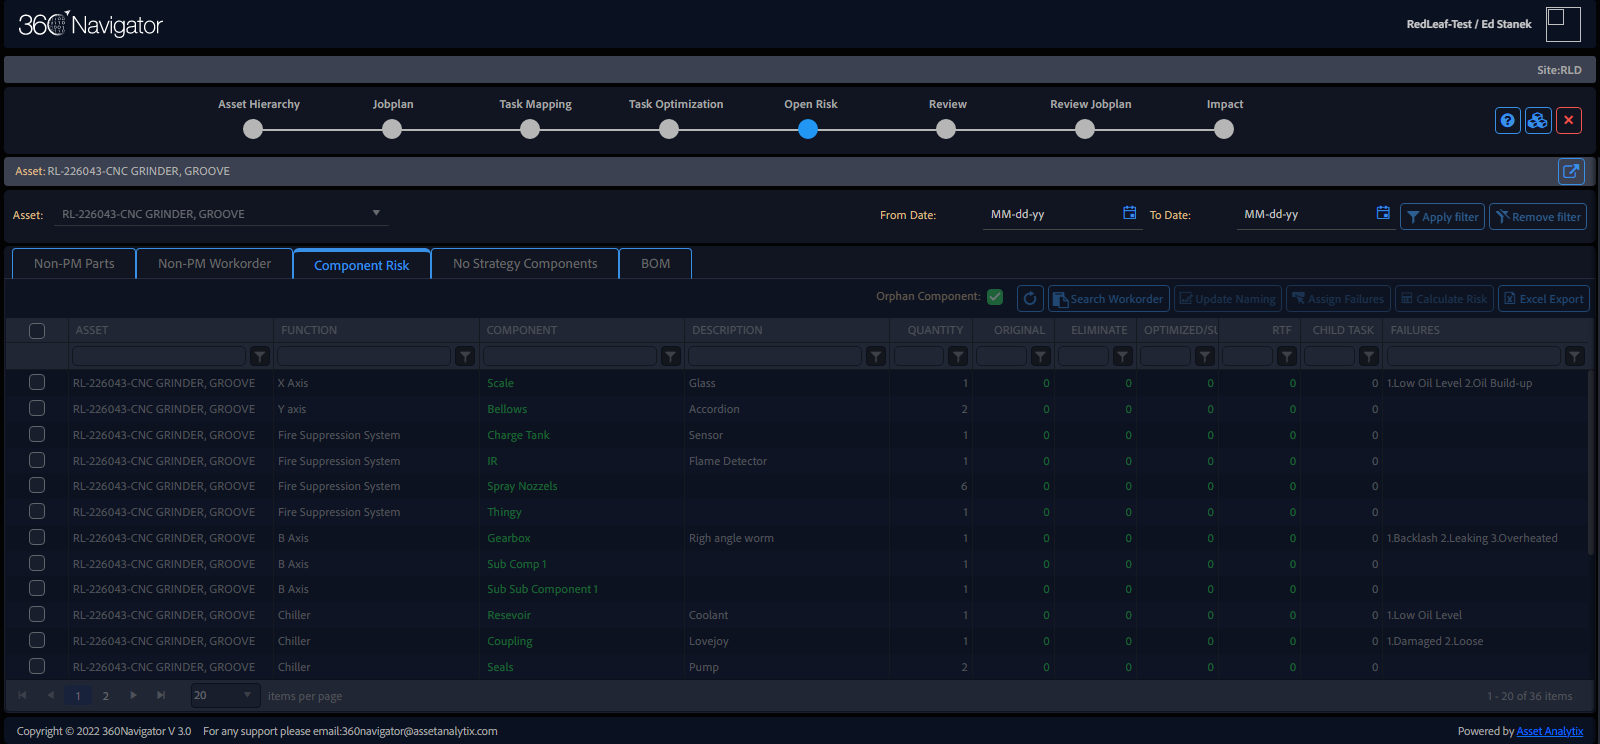 360 Navigator
RedLeaf-Test / Ed Stanek
Site:RLD
Asset Hierarchy Jobplan Task Mapping Task Optimization Open Risk Review Review Jobplan Impact
Asset: RL-226043-CNC GRINDER, GROOVE
Asset: RL-226043-CNC GRINDER, GROOVE From Date: MM-dd-yy To Date: MM-dd-yy Apply filter Remove filter
Non-PM Parts Non-PM Workorder Component Risk No Strategy Components BOM
Orphan Component: Search Workorder Update Naming Assign Failures Calculate Risk Excel Export
ASSET FUNCTION COMPONENT DESCRIPTION QUANTITY ORIGINAL ELIMINATE OPTIMIZED/SU RTF CHILD TASK FAILURES
RL-226043-CNC GRINDER, GROOVE X Axis Scale Glass 1 0 0 0 0 0 1.Low Oil Level 2.Oil Build-up
RL-226043-CNC GRINDER, GROOVE Y axis Bellows Accordion 2 0 0 0 0 0
RL-226043-CNC GRINDER, GROOVE Fire Suppression System Charge Tank Sensor 1 0 0 0 0 0
RL-226043-CNC GRINDER, GROOVE Fire Suppression System IR Flame Detector 1 0 0 0 0 0
RL-226043-CNC GRINDER, GROOVE Fire Suppression System Spray Nozzels 6 0 0 0 0 0
RL-226043-CNC GRINDER, GROOVE Fire Suppression System Thingy 1 0 0 0 0 0
RL-226043-CNC GRINDER, GROOVE B Axis Gearbox Righ angle worm 1 0 0 0 0 0 1.Backlash 2.Leaking 3.Overheated
RL-226043-CNC GRINDER, GROOVE B Axis Sub Comp 1 1 0 0 0 0 0
RL-226043-CNC GRINDER, GROOVE B Axis Sub Sub Component 1 1 0 0 0 0 0
RL-226043-CNC GRINDER, GROOVE Chiller Resevoir Coolant 1 0 0 0 0 0 1.Low Oil Level
RL-226043-CNC GRINDER, GROOVE Chiller Coupling Lovejoy 1 0 0 0 0 0 1.Damaged 2.Loose
RL-226043-CNC GRINDER, GROOVE Chiller Seals Pump 2 0 0 0 0 0
1 2 20 items per page 1 - 20 of 36 items
Copyright © 2022 360Navigator V 3.0 For any support please email:360navigator@assetanalytix.com Powered by Asset Analytix